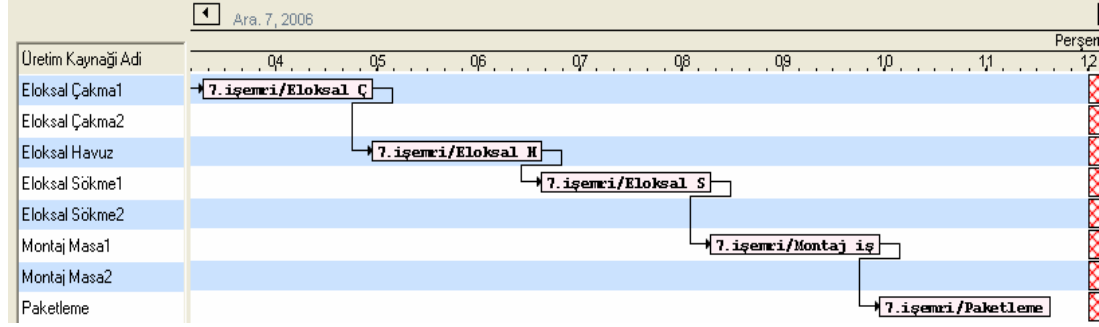 Ara. 7, 2006
Perşen
Üretim Kaynaği Adi
04 05 06 07 08 09 10 11 12
Eloksal Çakma1
7.işemri/Eloksal Ç
Eloksal Çakma2
Eloksal Havuz
7.işemri/Eloksal H
Eloksal Sökme1
7.işemri/Eloksal S
Eloksal Sökme2
Montaj Masa1
7.işemri/Montaj iş
Montaj Masa2
Paketleme
7.işemri/Paketleme